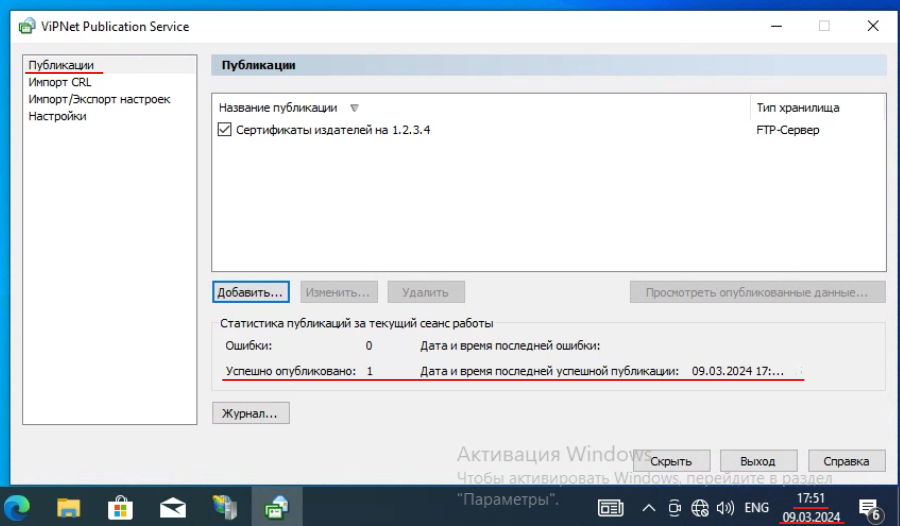 ViPNet Publication Service
Публикации
Импорт CRL
Импорт/Экспорт настроек
Настройки
Публикации
Название публикации Тип хранилища
Сертификаты издателей на 1.2.3.4 FTP-Сервер
Добавить... Изменить... Удалить Просмотреть опубликованные данные...
Статистика публикаций за текущий сеанс работы
Ошибки: 0 Дата и время последней ошибки:
Успешно опубликовано: 1 Дата и время последней успешной публикации: 09.03.2024 17:...
Журнал...
Активация Windows
Скрыть Выход Справка
Чтобы активировать Windows, перейдите в раздел
"Параметры".
ENG
17:51
09.03.2024
6